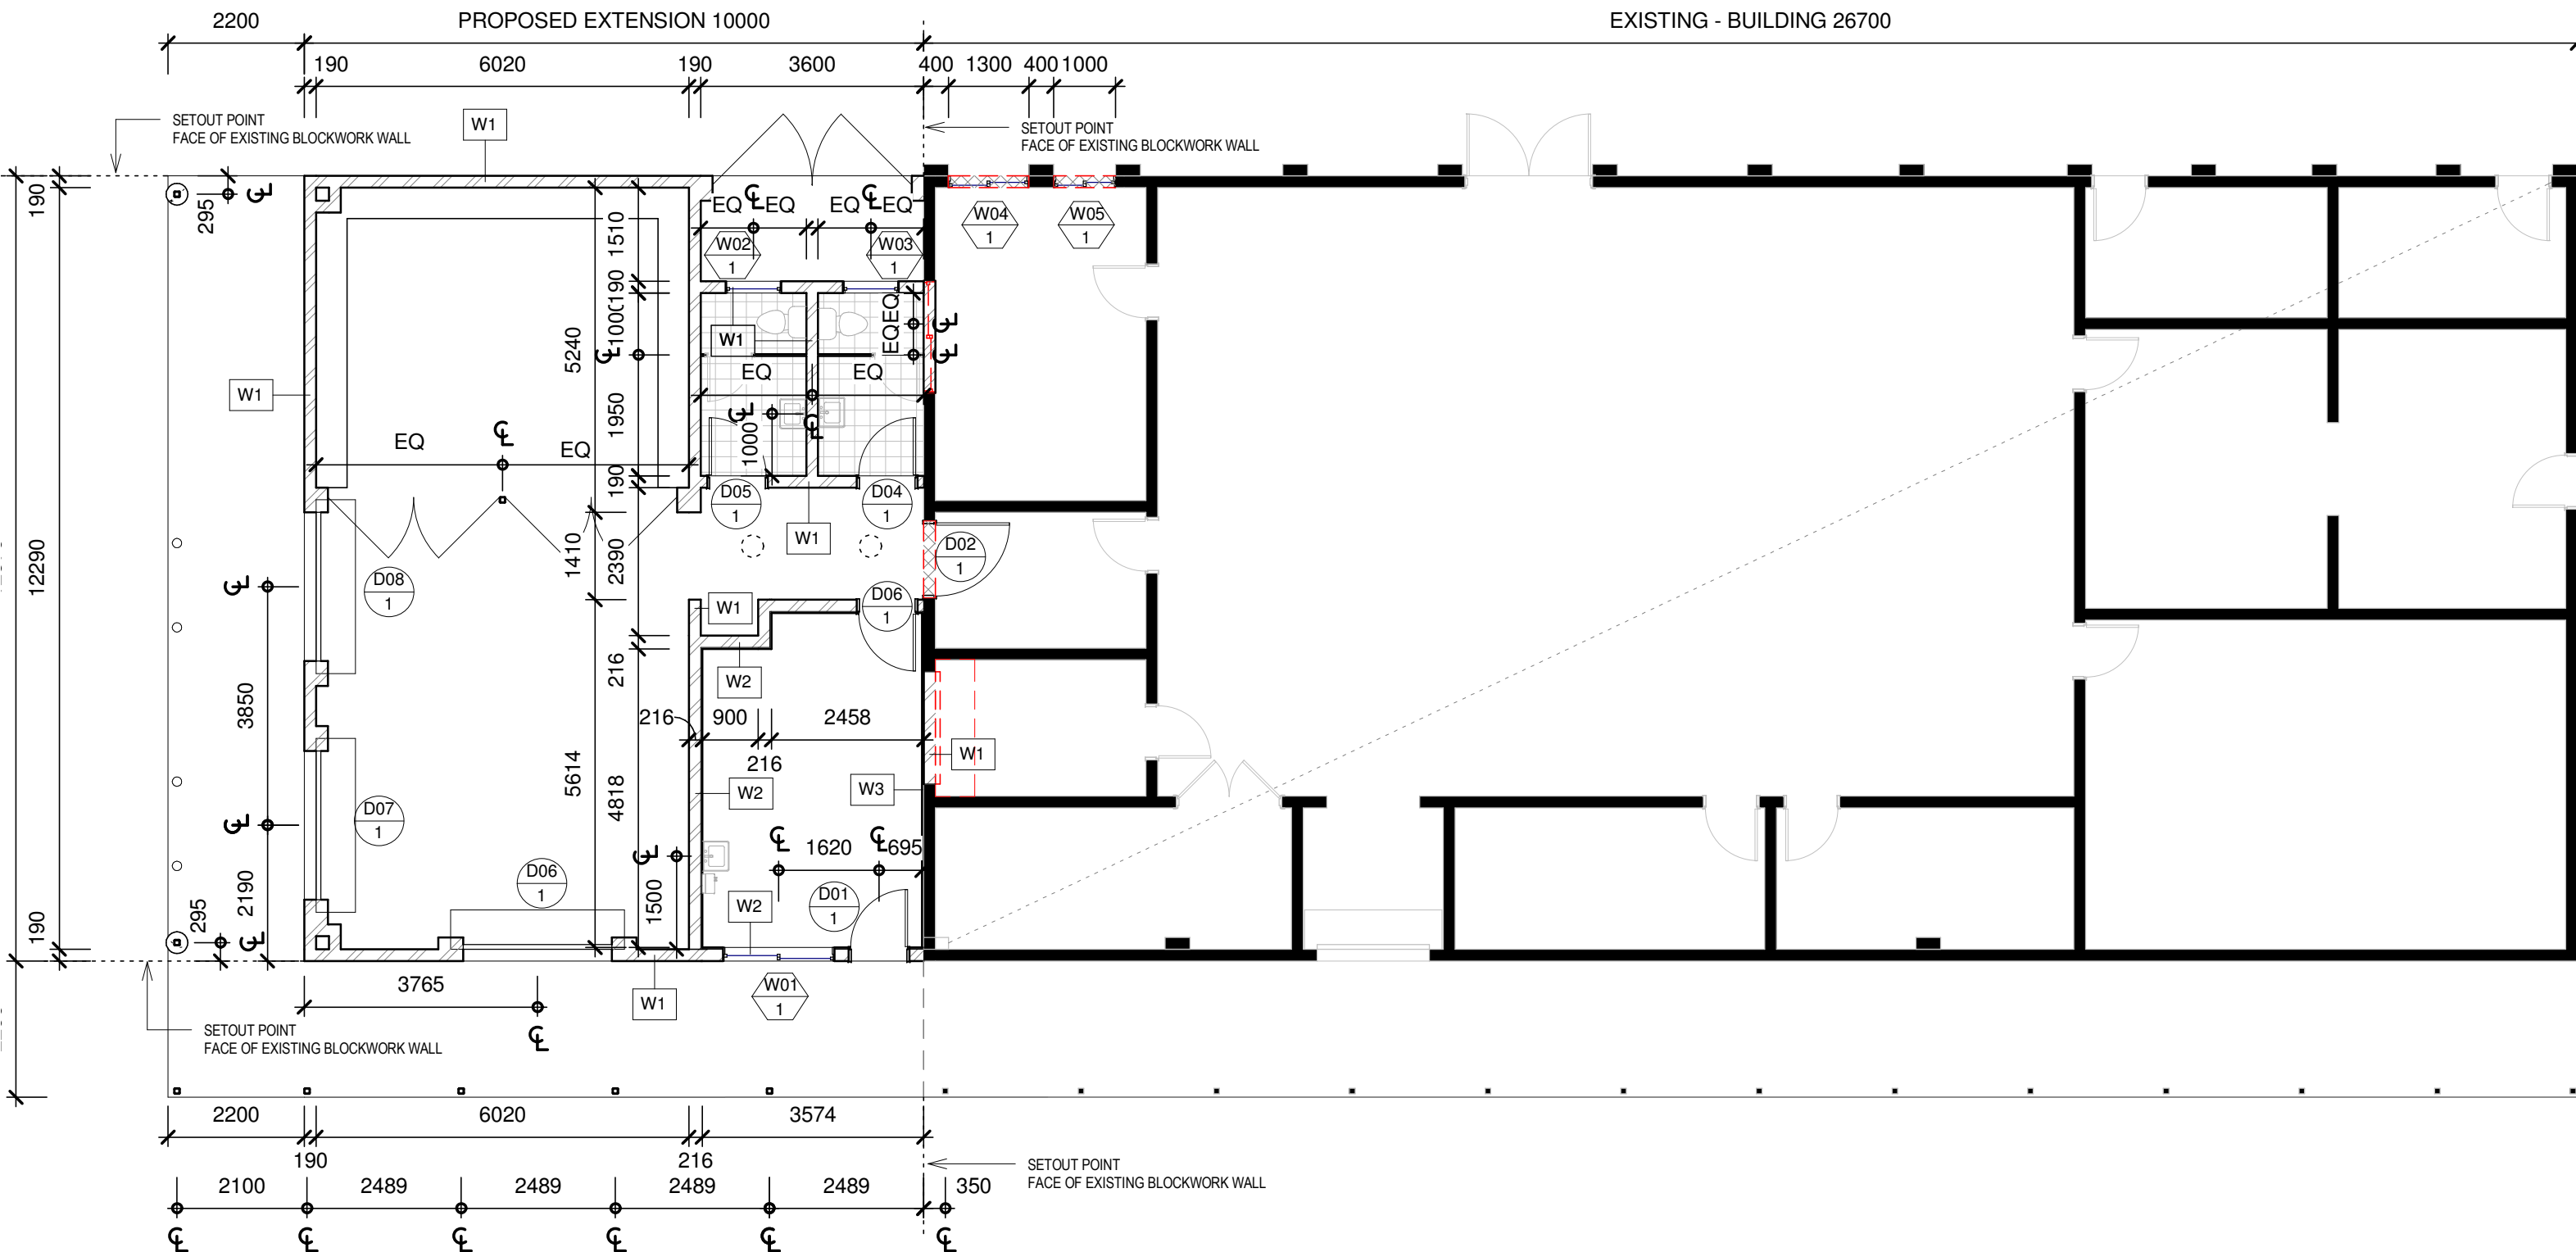 2200
PROPOSED EXTENSION 10000
EXISTING - BUILDING 26700
190
6020
190
3600
400
1300
400
1000
SETOUT POINT
FACE OF EXISTING BLOCKWORK WALL
W1
SETOUT POINT
FACE OF EXISTING BLOCKWORK WALL
190
295
℄
1510
EQ
℄
EQ
EQ
℄
EQ
W04
1
W05
1
W02
1
W03
1
190
1000
5240
℄
W1
EQ
EQ
℄
℄
W1
EQ
EQ
1950
℄
℄
1000
EQ
℄
EQ
190
D05
1
D04
1
W1
12290
1410
2390
D02
1
℄
D08
1
W1
D06
1
216
W2
3850
216
900
2458
216
W1
5614
4818
W2
W3
℄
D07
1
℄
1620
℄
695
℄
D06
1
2190
1500
W2
D01
1
190
295
℄
3765
W1
W01
1
℄
SETOUT POINT
FACE OF EXISTING BLOCKWORK WALL
2200
6020
3574
190
216
SETOUT POINT
FACE OF EXISTING BLOCKWORK WALL
2100
2489
2489
2489
2489
350
℄
℄
℄
℄
℄
℄